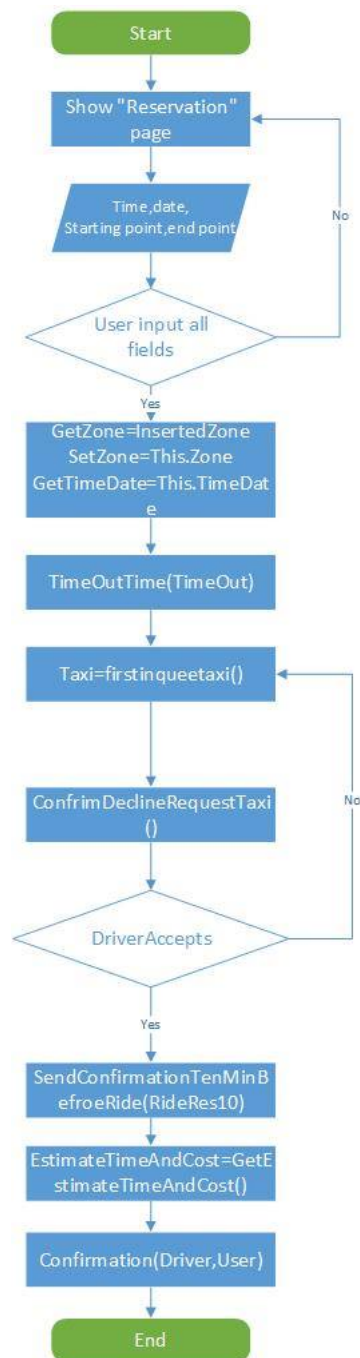 Start
Show "Reservation"
page
Time,date,
Starting point,end point
No
User input all
fields
Yes
GetZone=InsertedZone
SetZone=This.Zone
GetTimeDate=This.TimeDat
e
TimeOutTime(TimeOut)
Taxi=firstinqueetaxi()
ConfrimDeclineRequestTaxi
()
No
DriverAccepts
Yes
SendConfirmationTenMinB
efroeRide(RideRes10)
EstimateTimeAndCost=GetE
stimateTimeAndCost()
Confirmation(Driver,User)
End